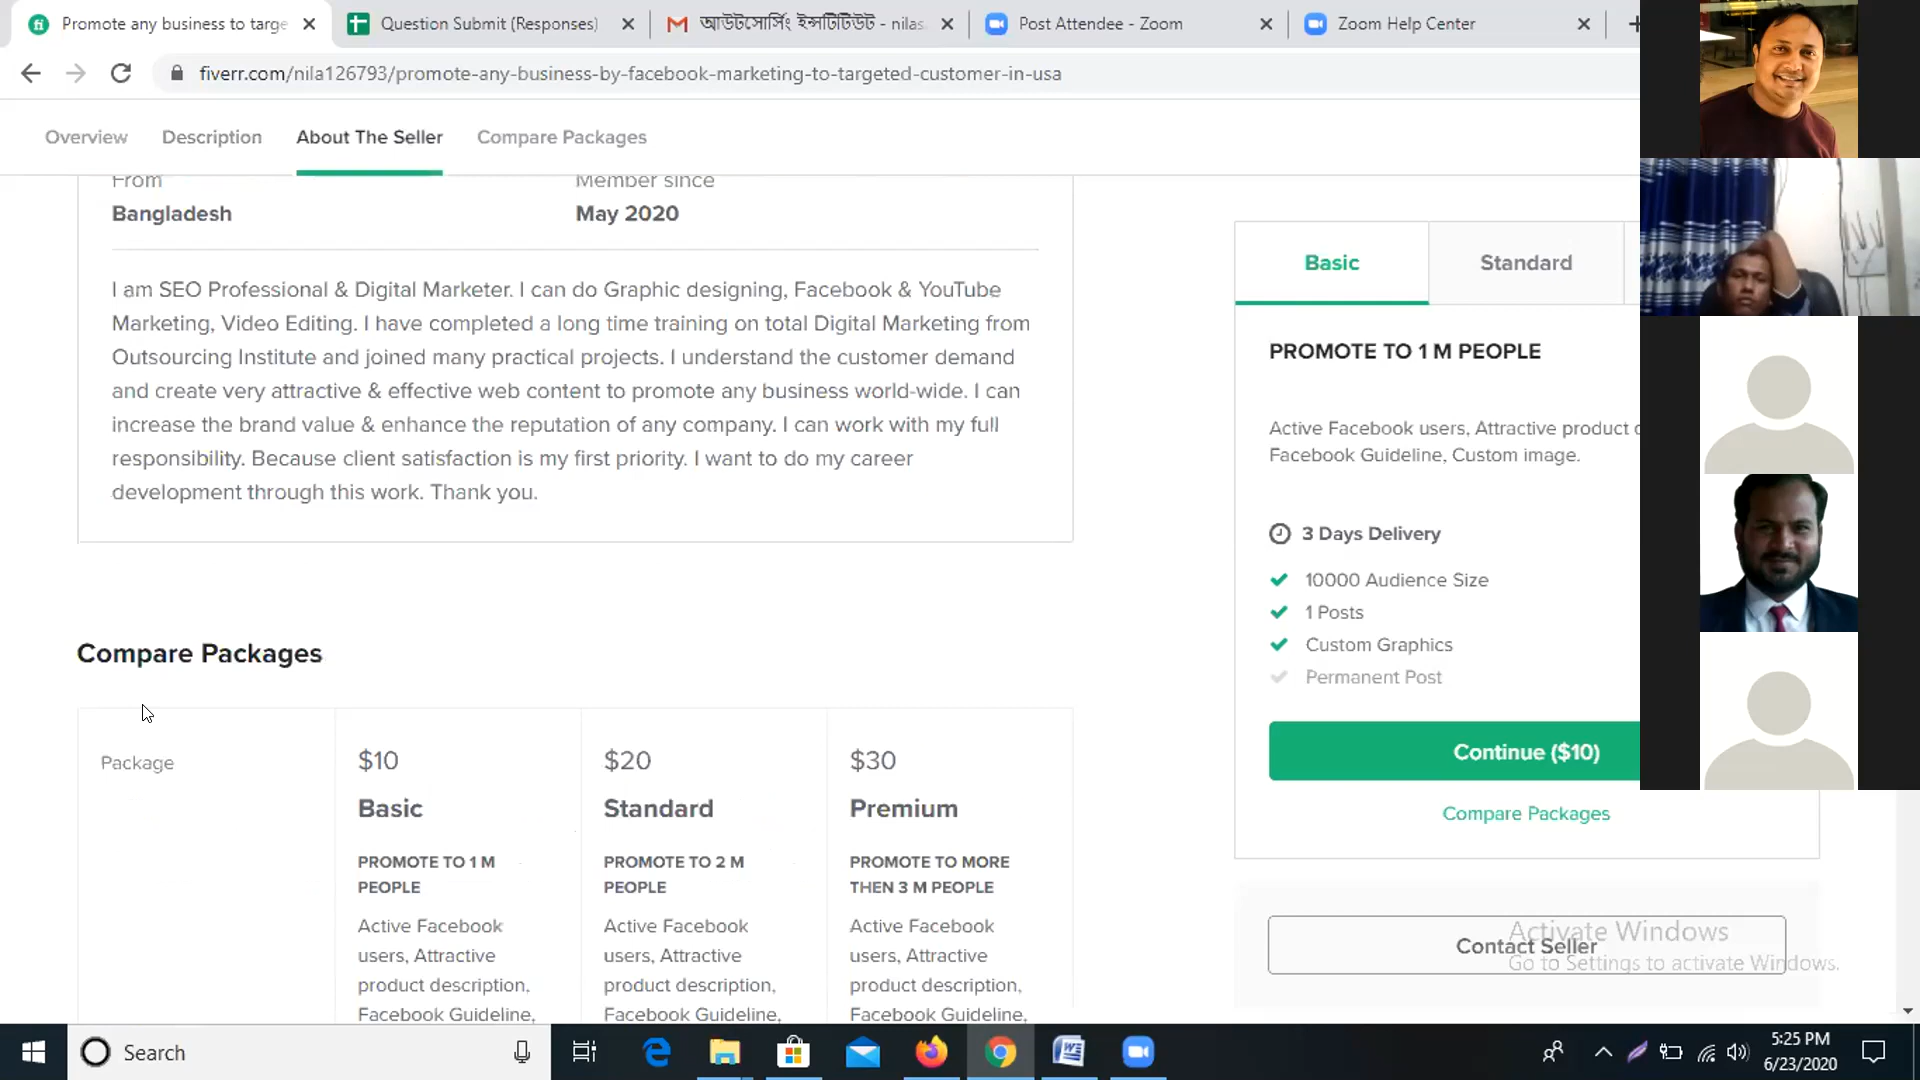 Promote any business to targe
Question Submit (Responses)
আউটসোর্সিং ইন্সটিটিউট - nilas
Post Attendee - Zoom
Zoom Help Center
fiverr.com/nila126793/promote-any-business-by-facebook-marketing-to-targeted-customer-in-usa
Overview
Description
About The Seller
Compare Packages
From
Member since
Bangladesh
May 2020
I am SEO Professional & Digital Marketer. I can do Graphic designing, Facebook & YouTube
Marketing, Video Editing. I have completed a long time training on total Digital Marketing from
Outsourcing Institute and joined many practical projects. I understand the customer demand
and create very attractive & effective web content to promote any business world-wide. I can
increase the brand value & enhance the reputation of any company. I can work with my full
responsibility. Because client satisfaction is my first priority. I want to do my career
development through this work. Thank you.
Compare Packages
Package
$10
Basic
PROMOTE TO 1 M
PEOPLE
Active Facebook
users, Attractive
product description,
Facebook Guideline,
$20
Standard
PROMOTE TO 2 M
PEOPLE
Active Facebook
users, Attractive
product description,
Facebook Guideline,
$30
Premium
PROMOTE TO MORE
THEN 3 M PEOPLE
Active Facebook
users, Attractive
product description,
Facebook Guideline,
Basic
Standard
PROMOTE TO 1 M PEOPLE
Active Facebook users, Attractive product
Facebook Guideline, Custom image.
3 Days Delivery
10000 Audience Size
1 Posts
Custom Graphics
Permanent Post
Continue ($10)
Compare Packages
Contact Seller
Activate Windows
Go to Settings to activate Windows.
Search
5:25 PM
6/23/2020